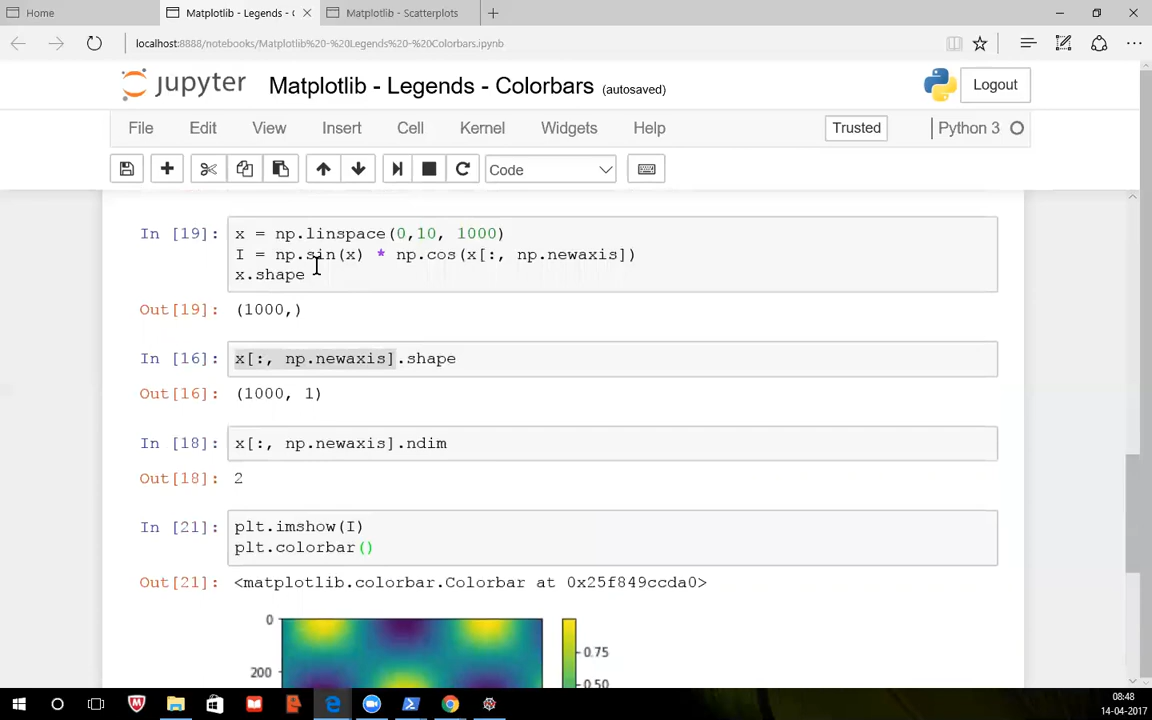 Home
Matplotlib - Legends - C
Matplotlib - Scatterplots
localhost:8888/notebooks/Matplotlib%20-%20Legends%20-%20Colorbars.ipynb
jupyter Matplotlib - Legends - Colorbars (autosaved)
Logout
File Edit View Insert Cell Kernel Widgets Help
Trusted
Python 3
Code
In [19]: x = np.linspace(0,10, 1000)
I = np.sin(x) * np.cos(x[:, np.newaxis])
x.shape
Out[19]: (1000,)
In [16]: x[:, np.newaxis].shape
Out[16]: (1000, 1)
In [18]: x[:, np.newaxis].ndim
Out[18]: 2
In [21]: plt.imshow(I)
plt.colorbar()
Out[21]: <matplotlib.colorbar.Colorbar at 0x25f849ccda0>
0
0.75
200
0.50
08:48
14-04-2017